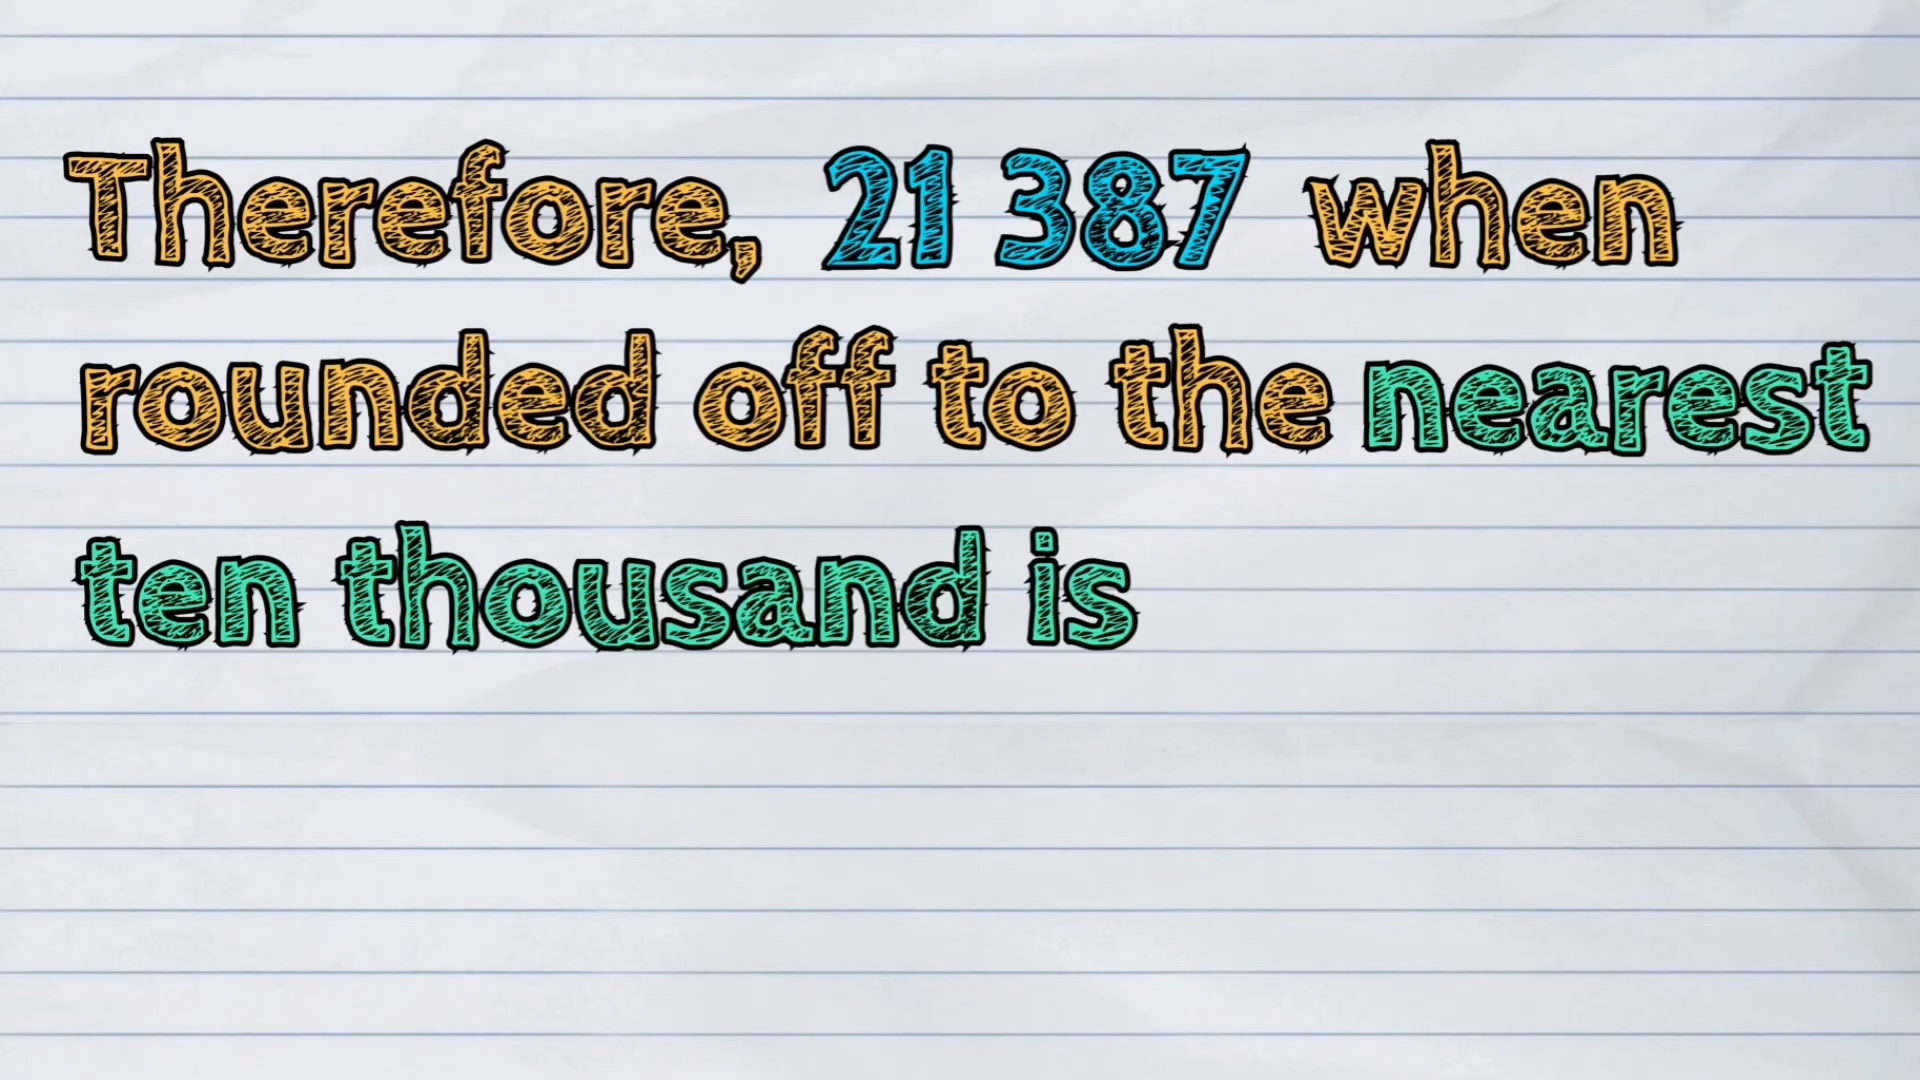 Therefore, 21 387 when
rounded off to the nearest
ten thousand is